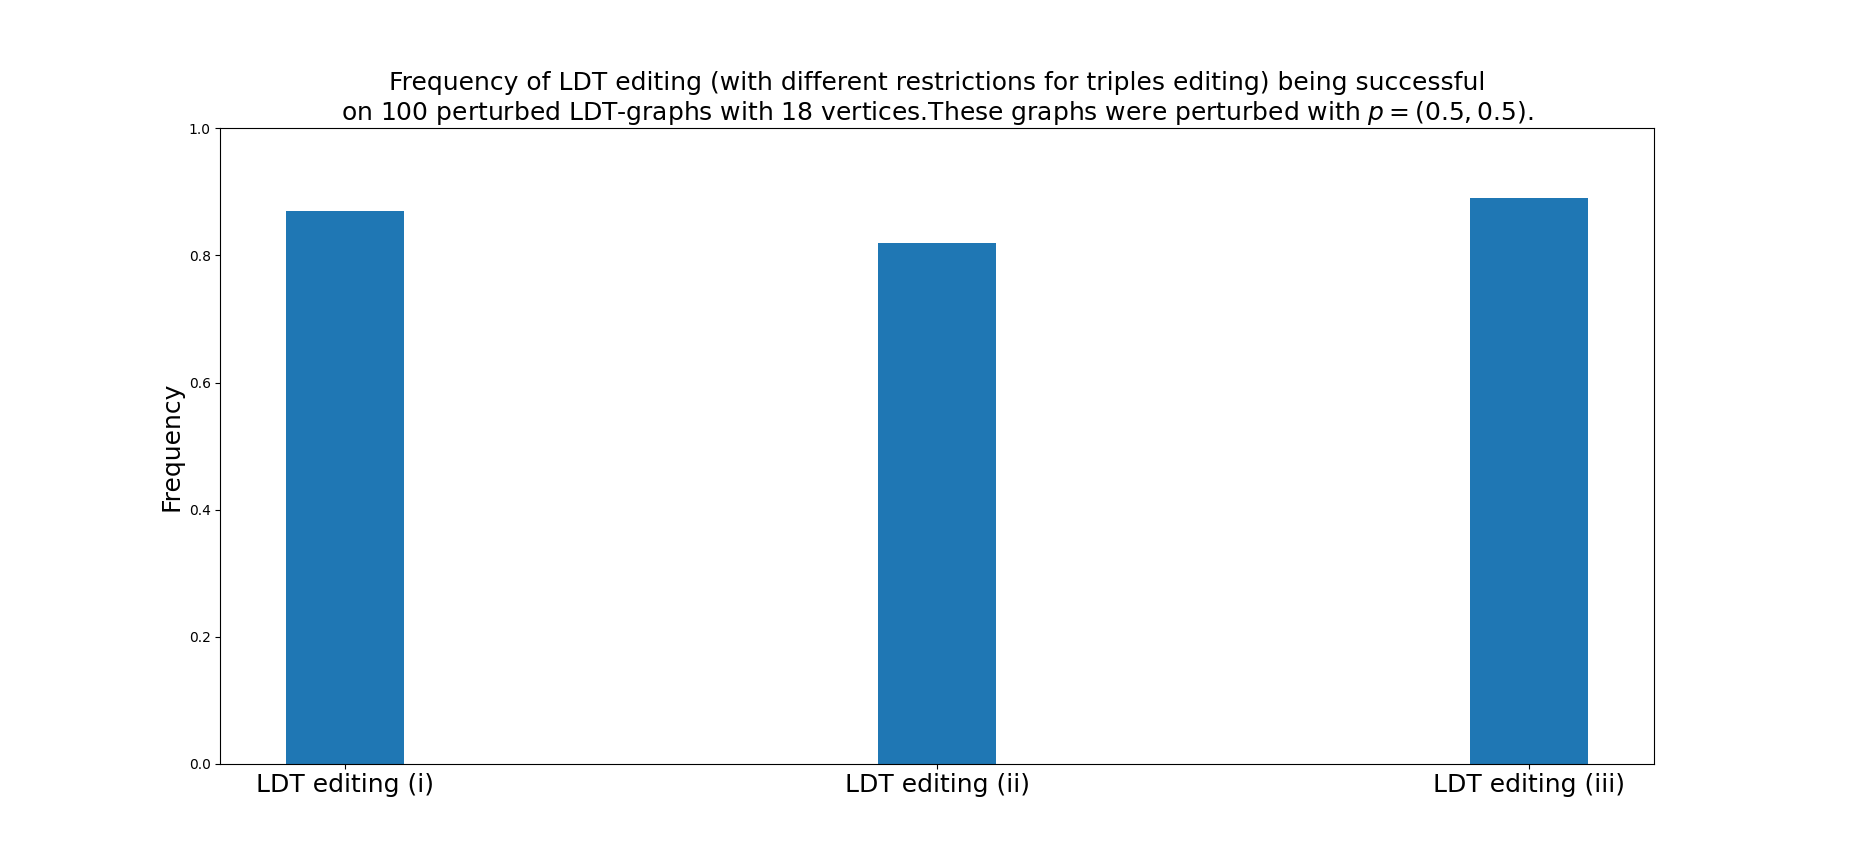 Frequency of LDT editing (with different restrictions for triples editing) being successful
on 100 perturbed LDT-graphs with 18 vertices.These graphs were perturbed with p = (0.5, 0.5).
1.0
0.8
0.6
0.4
0.2
0.0
Frequency
LDT editing (i)
LDT editing (ii)
LDT editing (iii)